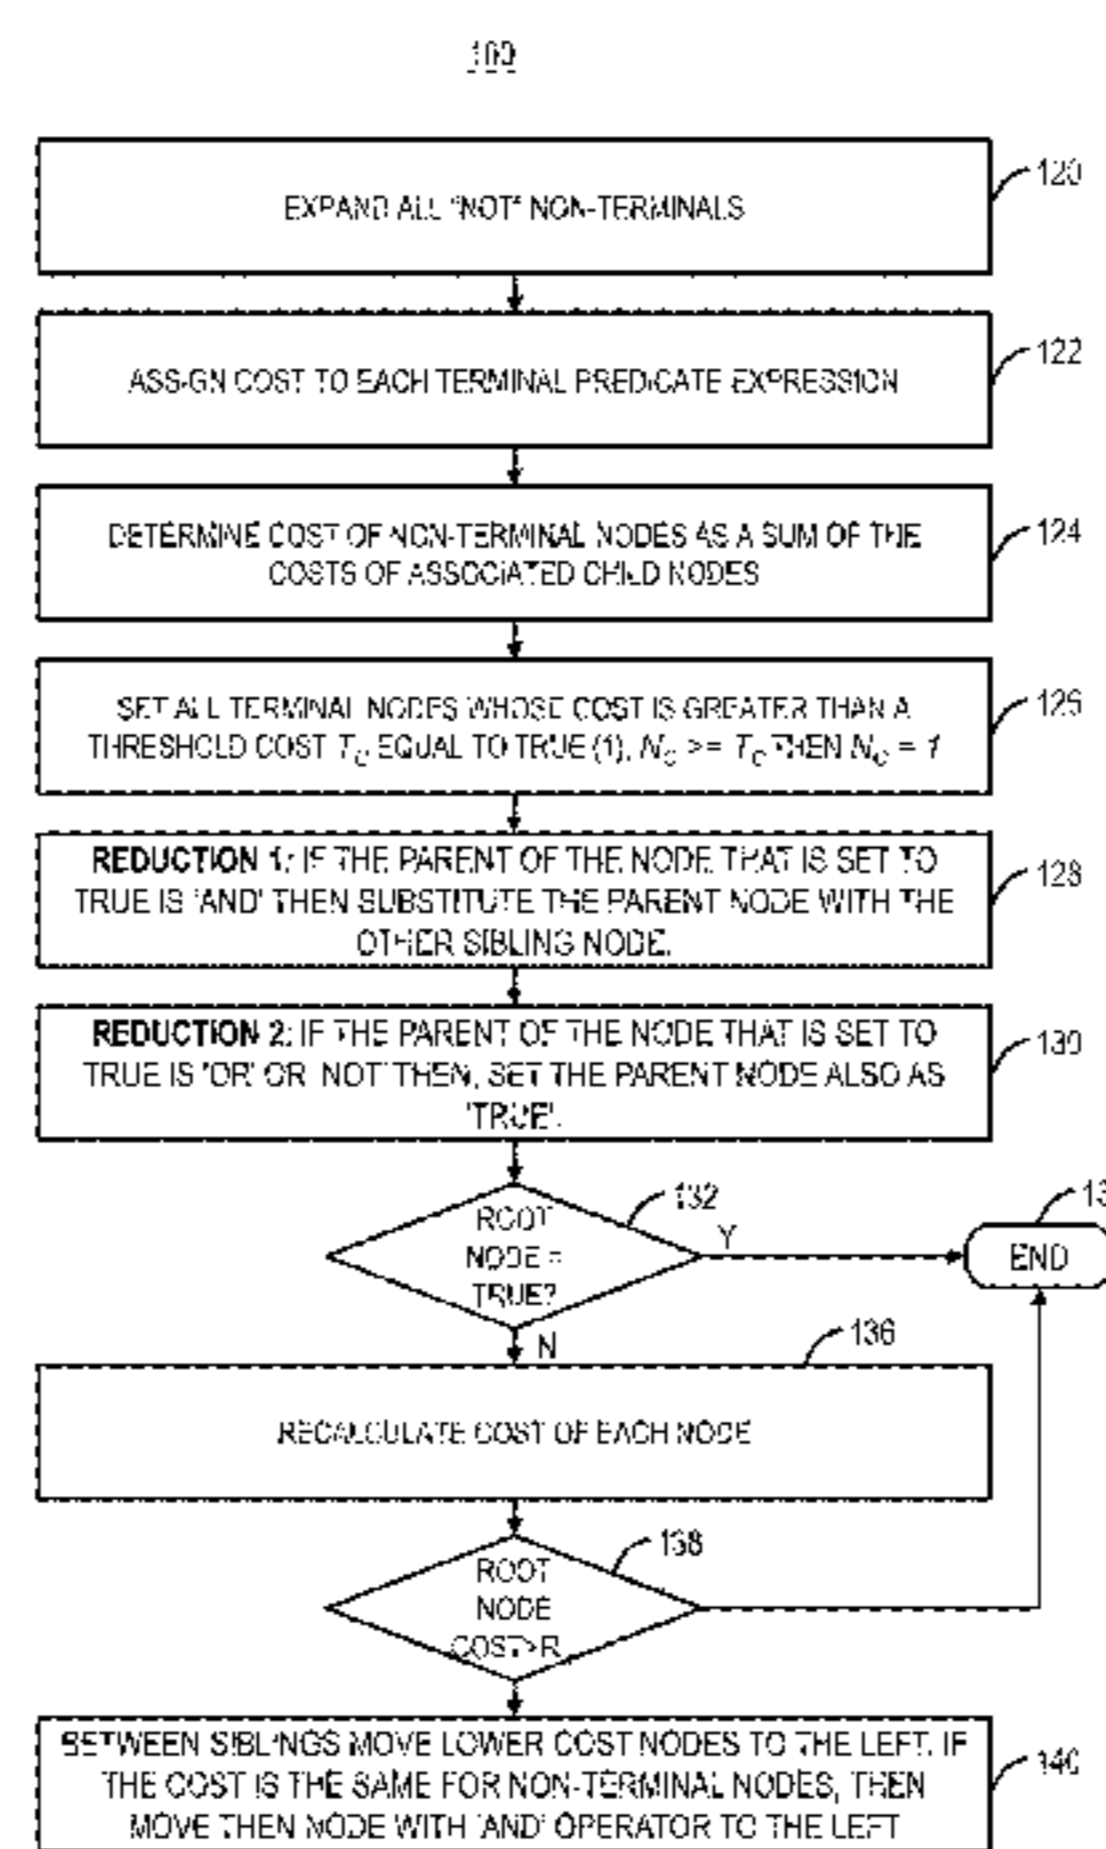 100
EXPAND ALL "NOT" NON-TERMINALS
120
ASSIGN COST TO EACH TERMINAL PREDICATE EXPRESSION
122
DETERMINE COST OF NON-TERMINAL NODES AS A SUM OF THE
COSTS OF ASSOCIATED CHILD NODES
124
SET ALL TERMINAL NODES WHOSE COST IS GREATER THAN A
THRESHOLD COST T_C EQUAL TO TRUE (1), N_C >= T_C THEN N_C = 1
126
REDUCTION 1: IF THE PARENT OF THE NODE THAT IS SET TO
TRUE IS 'AND' THEN SUBSTITUTE THE PARENT NODE WITH THE
OTHER SIBLING NODE.
128
REDUCTION 2: IF THE PARENT OF THE NODE THAT IS SET TO
TRUE IS 'OR' OR 'NOT' THEN, SET THE PARENT NODE ALSO AS
'TRUE'.
130
ROOT
NODE =
TRUE?
132
Y
END
N
136
RECALCULATE COST OF EACH NODE
ROOT
NODE
COST>R
138
BETWEEN SIBLINGS MOVE LOWER COST NODES TO THE LEFT. IF
THE COST IS THE SAME FOR NON-TERMINAL NODES, THEN
MOVE THEN NODE WITH 'AND' OPERATOR TO THE LEFT
140